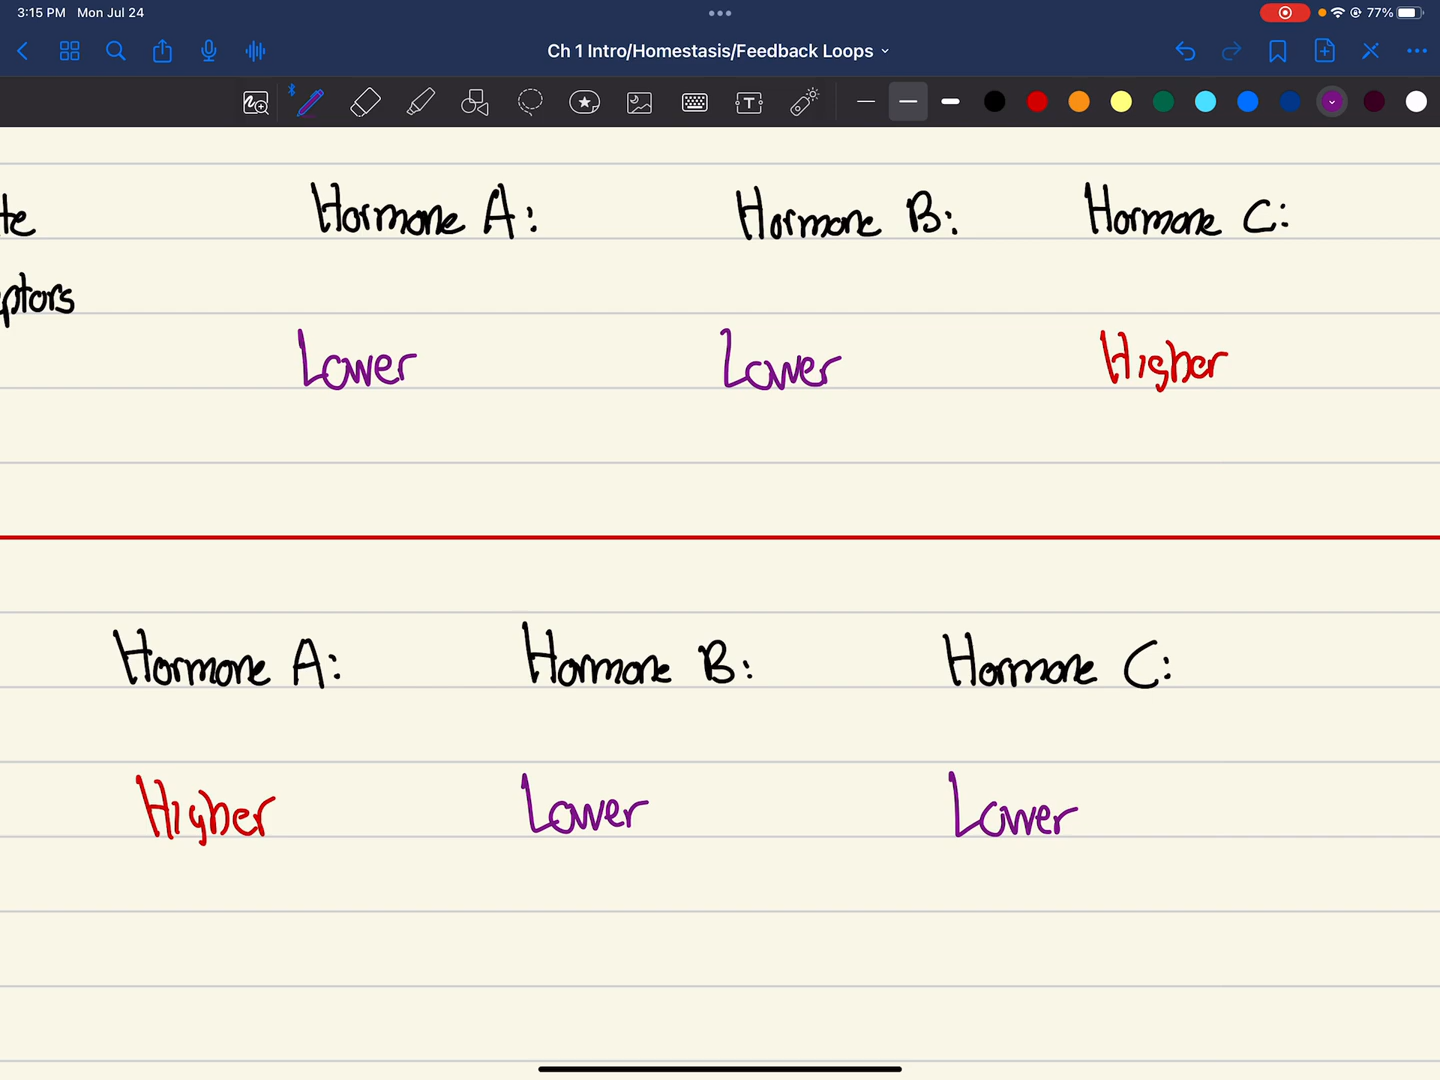 3:15 PM Mon Jul 24 77%
Ch 1 Intro/Homestasis/Feedback Loops
te Hormone A: Hormone B: Hormone C:
ptors
Lower Lower Higher
Hormone A: Hormone B: Hormone C:
Higher Lower Lower